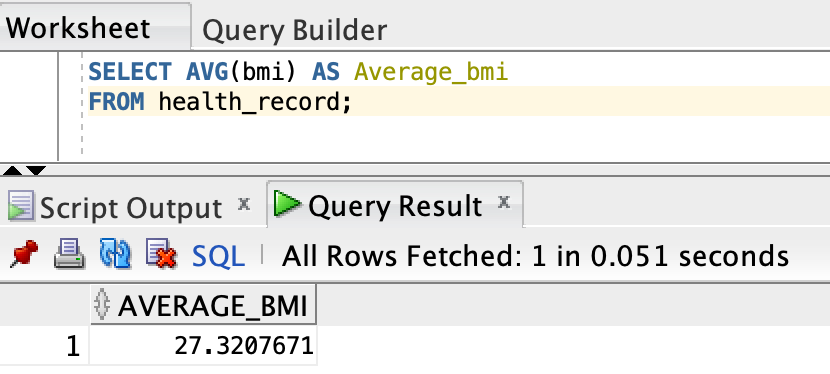 Worksheet Query Builder
SELECT AVG(bmi) AS Average_bmi
FROM health_record;
Script Output x Query Result x
SQL All Rows Fetched: 1 in 0.051 seconds
AVERAGE_BMI
1 27.3207671